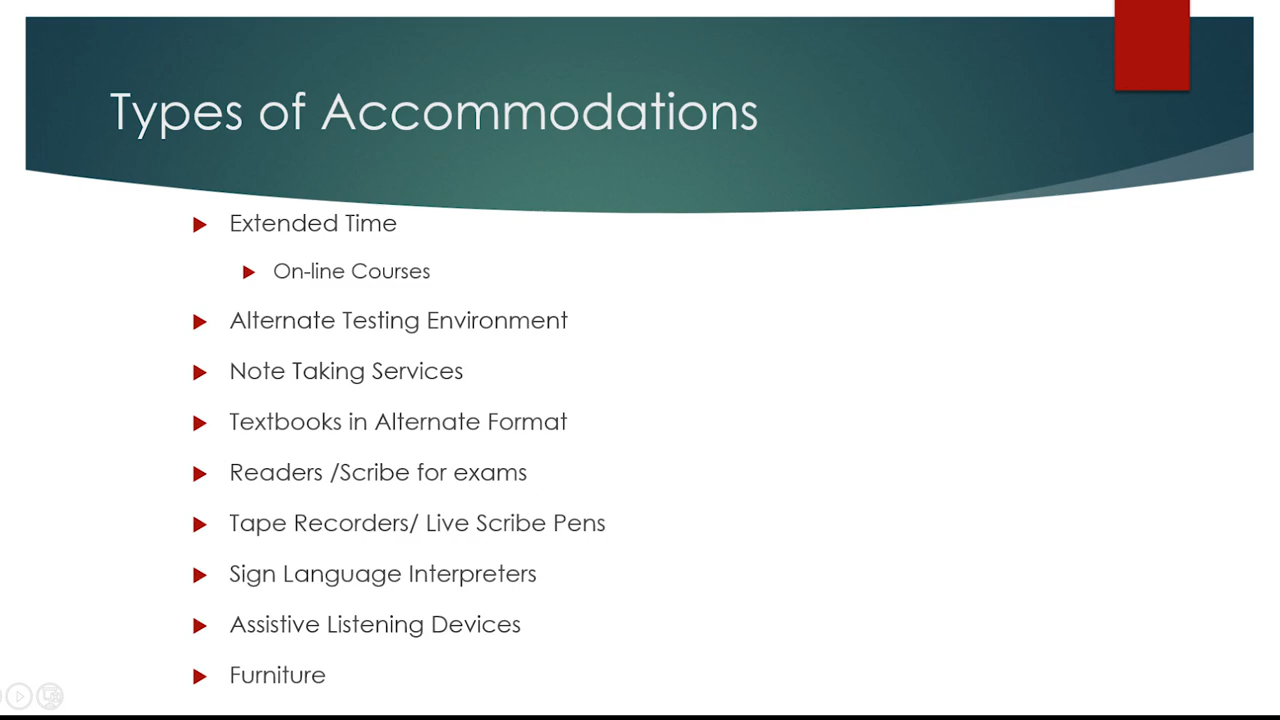 Types of Accommodations
Extended Time
On-line Courses
Alternate Testing Environment
Note Taking Services
Textbooks in Alternate Format
Readers /Scribe for exams
Tape Recorders/ Live Scribe Pens
Sign Language Interpreters
Assistive Listening Devices
Furniture